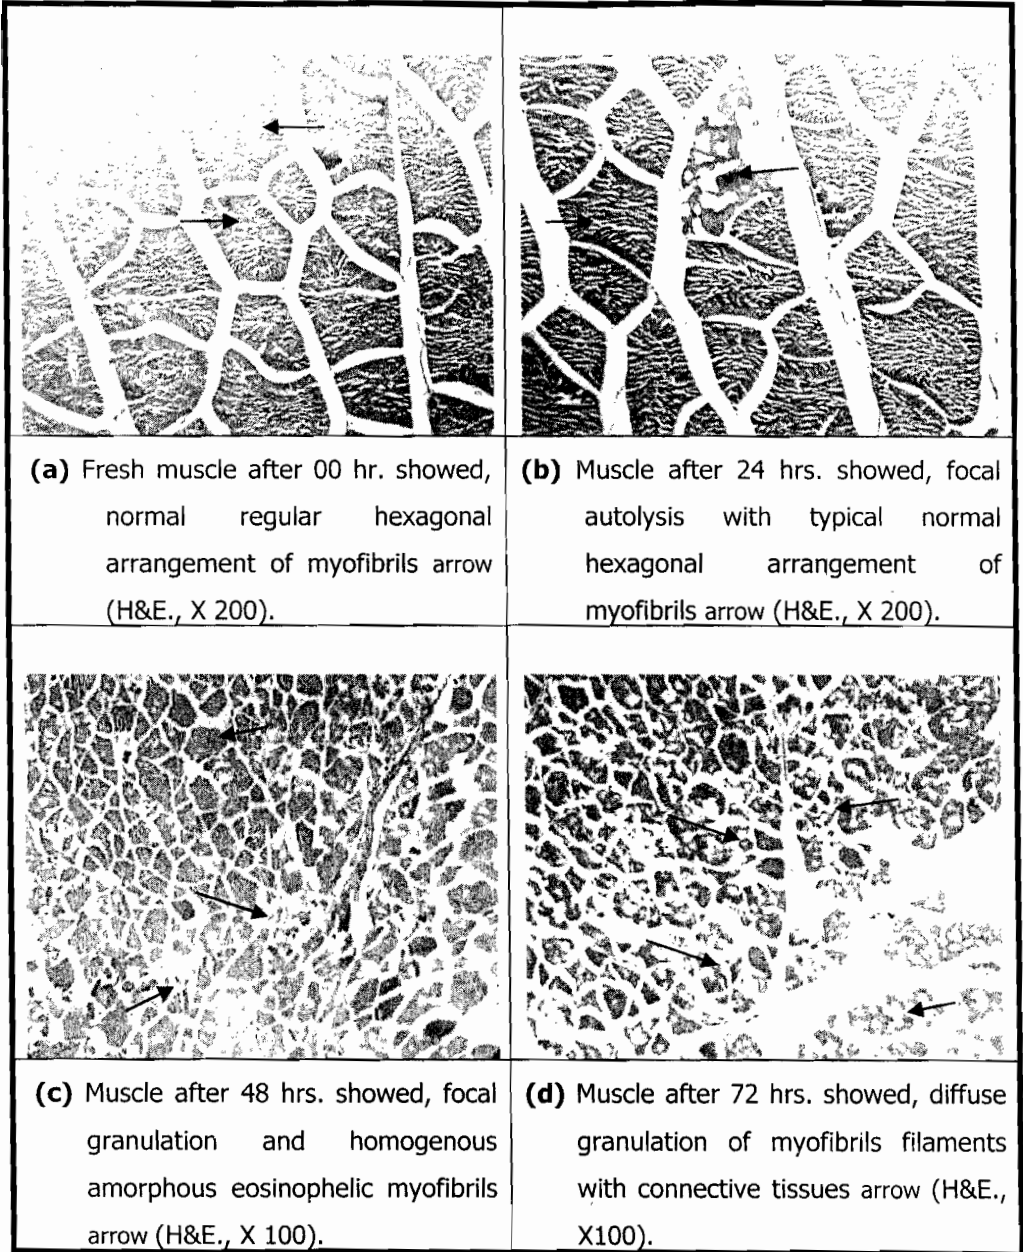 (a) Fresh muscle after 00 hr. showed,
normal regular hexagonal
arrangement of myofibrils arrow
(H&E., X 200).
(b) Muscle after 24 hrs. showed, focal
autolysis with typical normal
hexagonal arrangement of
myofibrils arrow (H&E., X 200).
(c) Muscle after 48 hrs. showed, focal
granulation and homogenous
amorphous eosinophelic myofibrils
arrow (H&E., X 100).
(d) Muscle after 72 hrs. showed, diffuse
granulation of myofibrils filaments
with connective tissues arrow (H&E.,
X100).